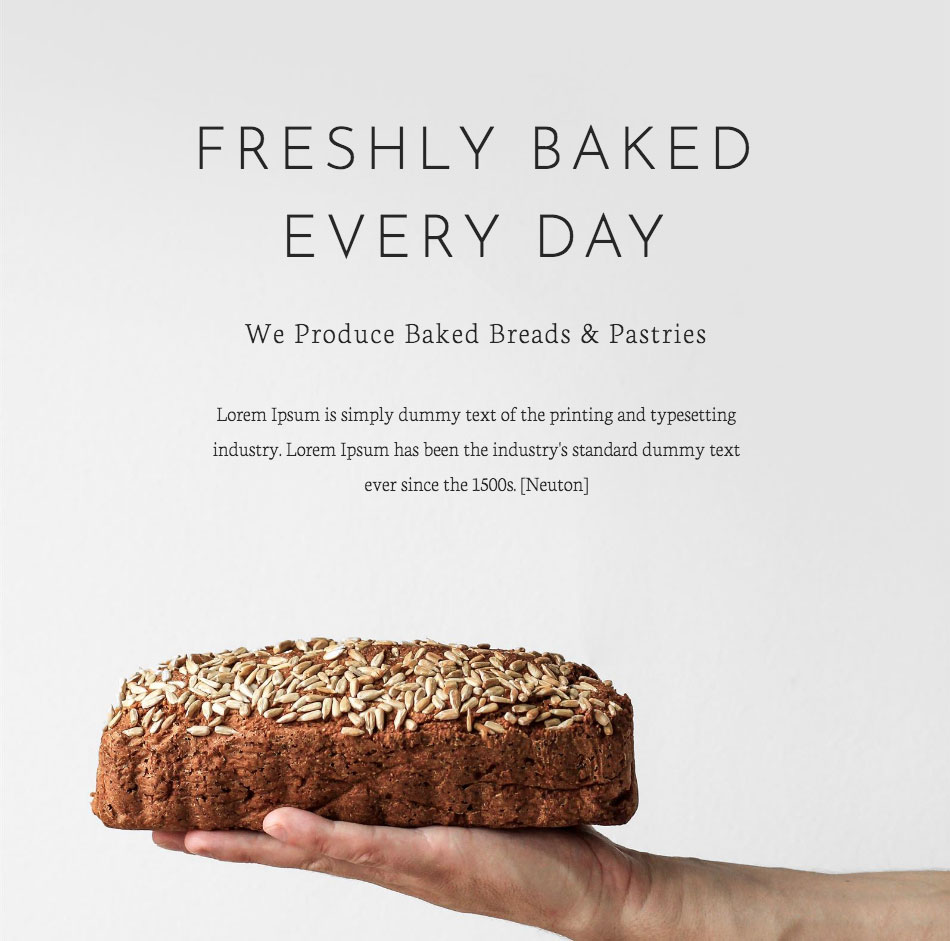 FRESHLY BAKED
EVERY DAY
We Produce Baked Breads & Pastries
Lorem Ipsum is simply dummy text of the printing and typesetting
industry. Lorem Ipsum has been the industry's standard dummy text
ever since the 1500s. [Neuton]